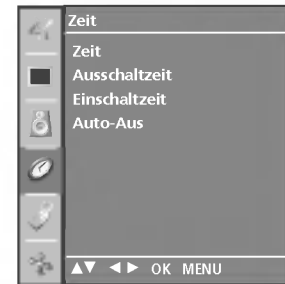 Zeit
Zeit
Ausschaltzeit
Einschaltzeit
Auto-Aus
▲▼ ◄► OK MENU